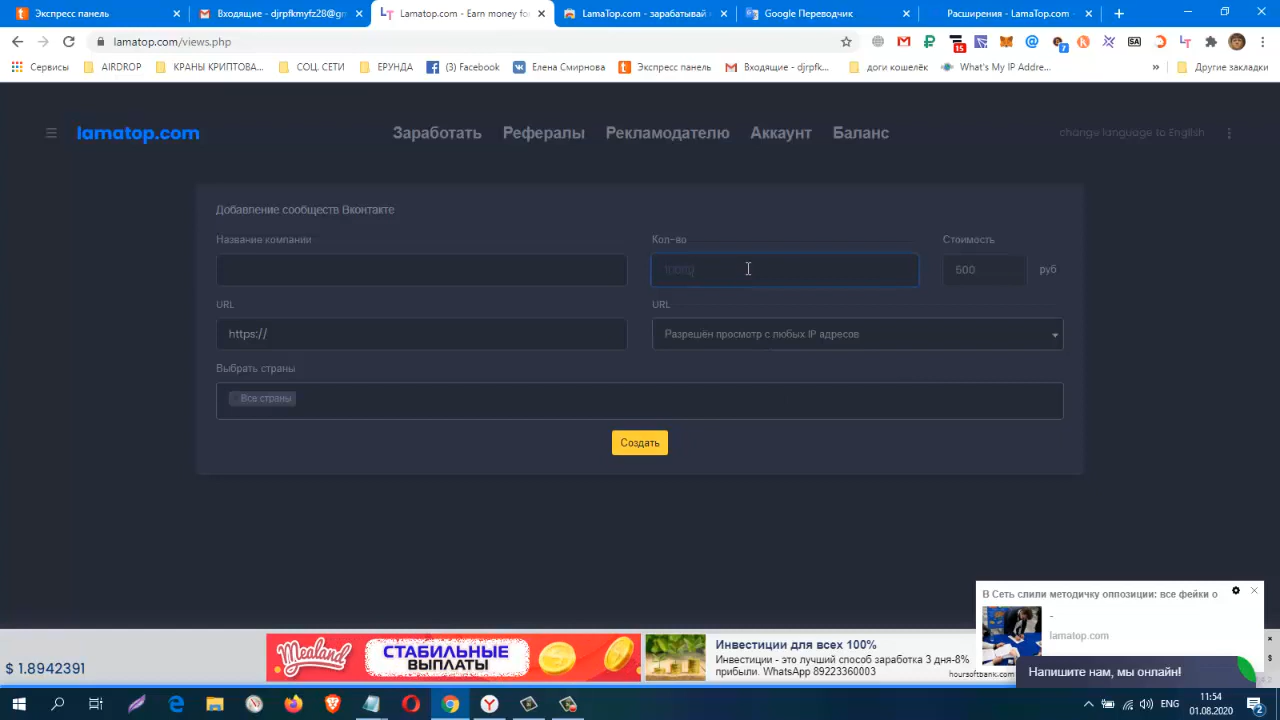 Экспресс панель
Входящие - djrpfkmyfz28@gm
Lamatop.com - Earn money for
LamaTop.com - зарабатывай
Google Переводчик
Расширения - LamaTop.com -
lamatop.com/views.php
15
7
Сервисы
AIRDROP
КРАНЫ КРИПТОВА...
СОЦ. СЕТИ
ЕРУНДА
(3) Facebook
Елена Смирнова
Экспресс панель
Входящие - djrpfk...
What's My IP Addre...
»
Другие закладки
lamatop.com
Заработать
Рефералы
Рекламодателю
Аккаунт
Баланс
change language to English
Добавление сообществ Вконтакте
Название компании
Кол-во
Стоимость
500
руб
URL
URL
https://
Разрешён просмотр с любых IP адресов
Выбрать страны
Все страны
Создать
В Сеть слили методичку оппозиции: все фейки о
-
lamatop.com
$ 1.8942391
Mealand
СТАБИЛЬНЫЕ
ВЫПЛАТЫ
Инвестиции для всех 100%
Инвестиции - это лучший способ заработка 3 дня-8%
прибыли. WhatsApp 89223360003
hoursoftbank.com
Напишите нам, мы онлайн!
ENG
11:54
01.08.2020
2